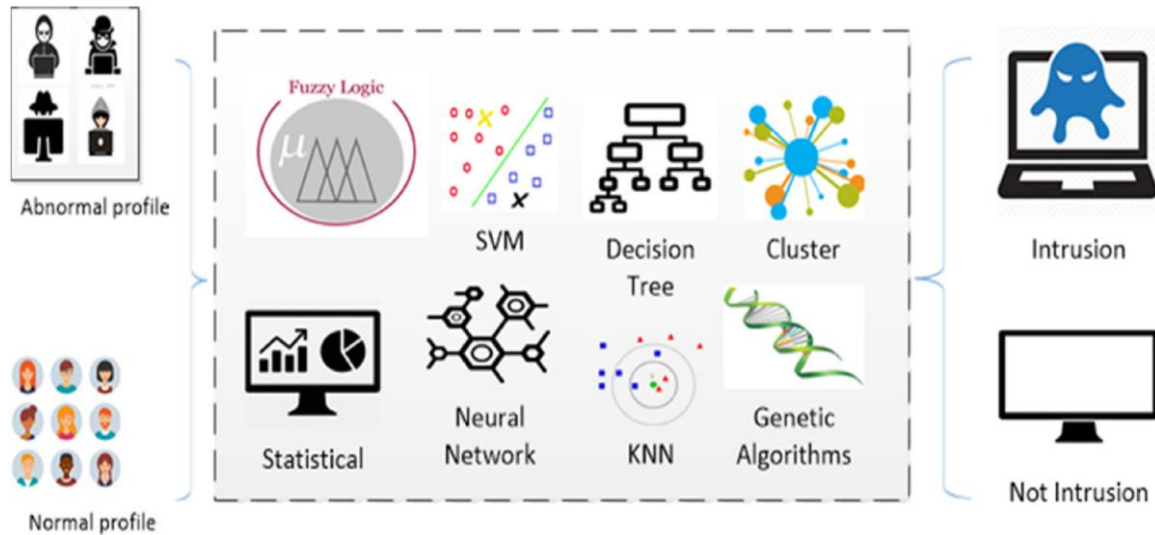 Abnormal profile
Normal profile
Fuzzy Logic
μ
SVM
Decision
Tree
Cluster
Statistical
Neural
Network
KNN
Genetic
Algorithms
Intrusion
Not Intrusion